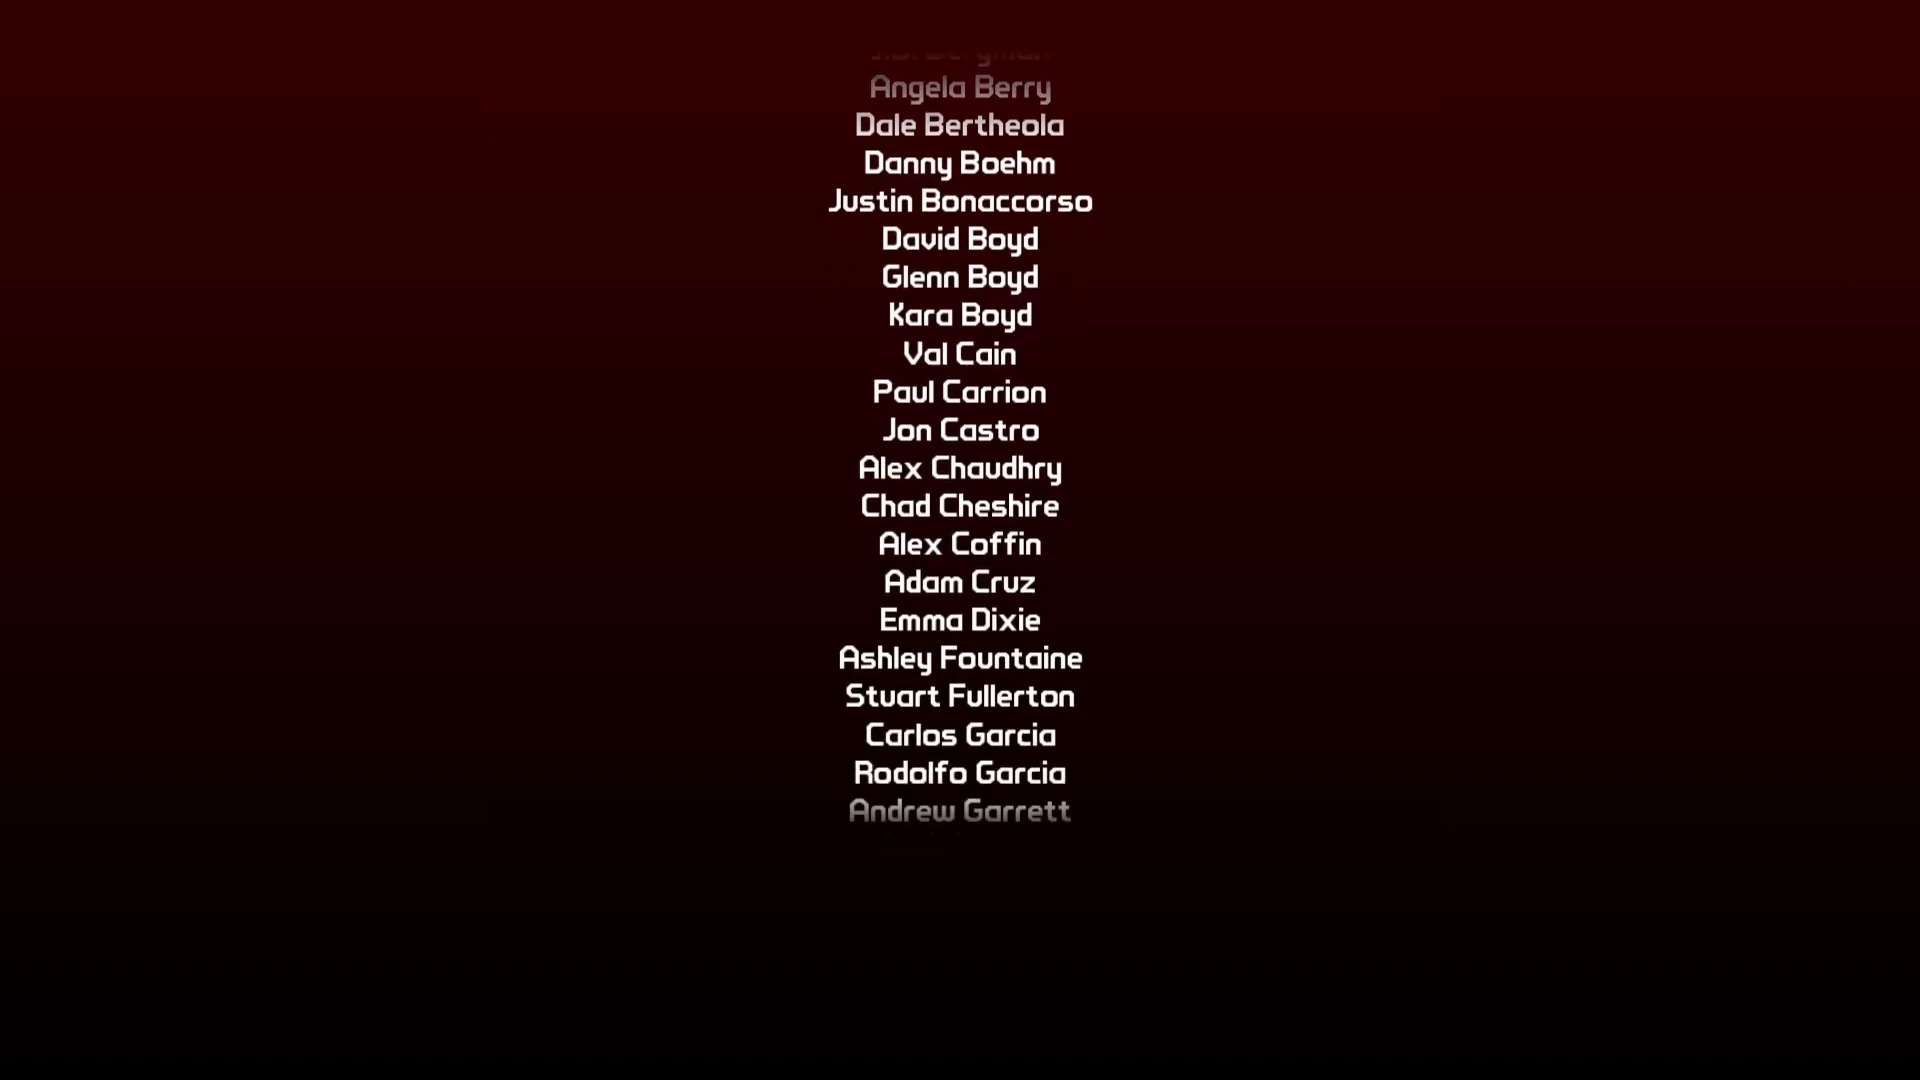 Angela Berry
Dale Bertheola
Danny Boehm
Justin Bonaccorso
David Boyd
Glenn Boyd
Kara Boyd
Val Cain
Paul Carrion
Jon Castro
Alex Chaudhry
Chad Cheshire
Alex Coffin
Adam Cruz
Emma Dixie
Ashley Fountaine
Stuart Fullerton
Carlos Garcia
Rodolfo Garcia
Andrew Garrett